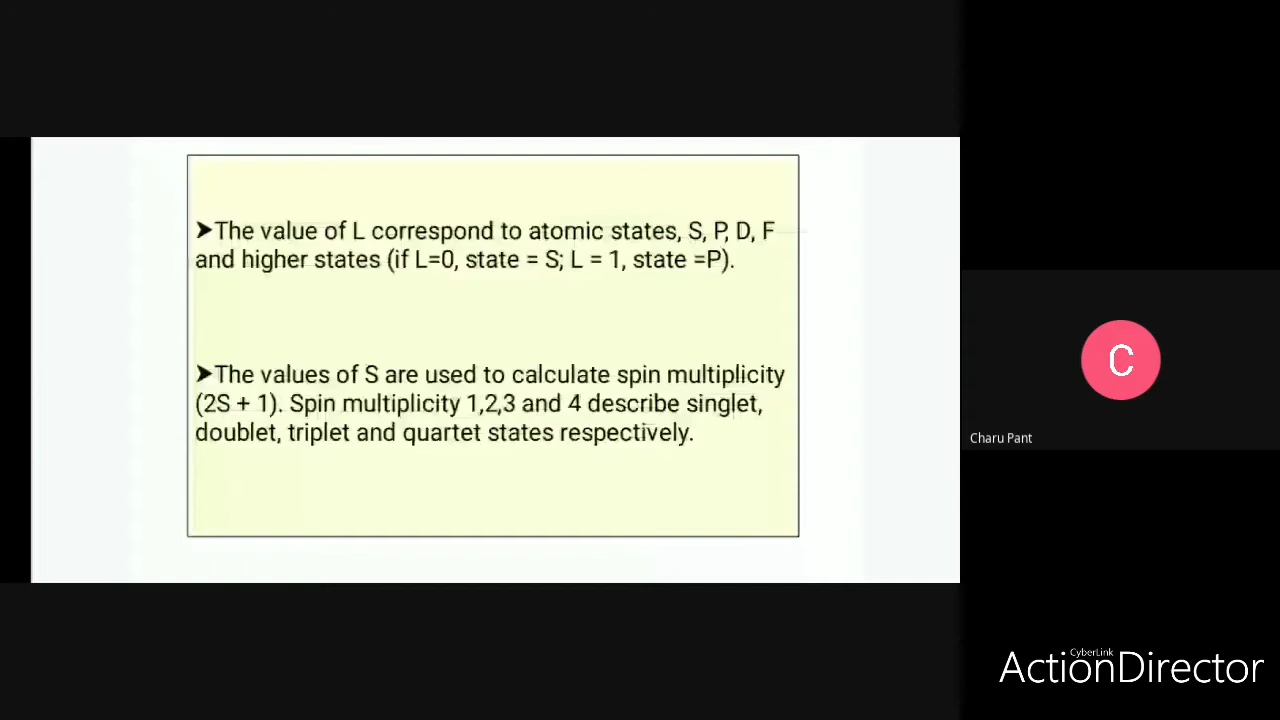 ➤The value of L correspond to atomic states, S, P, D, F
and higher states (if L=0, state = S; L = 1, state =P).
➤The values of S are used to calculate spin multiplicity
(2S + 1). Spin multiplicity 1,2,3 and 4 describe singlet,
doublet, triplet and quartet states respectively.
C
Charu Pant
CyberLink
ActionDirector